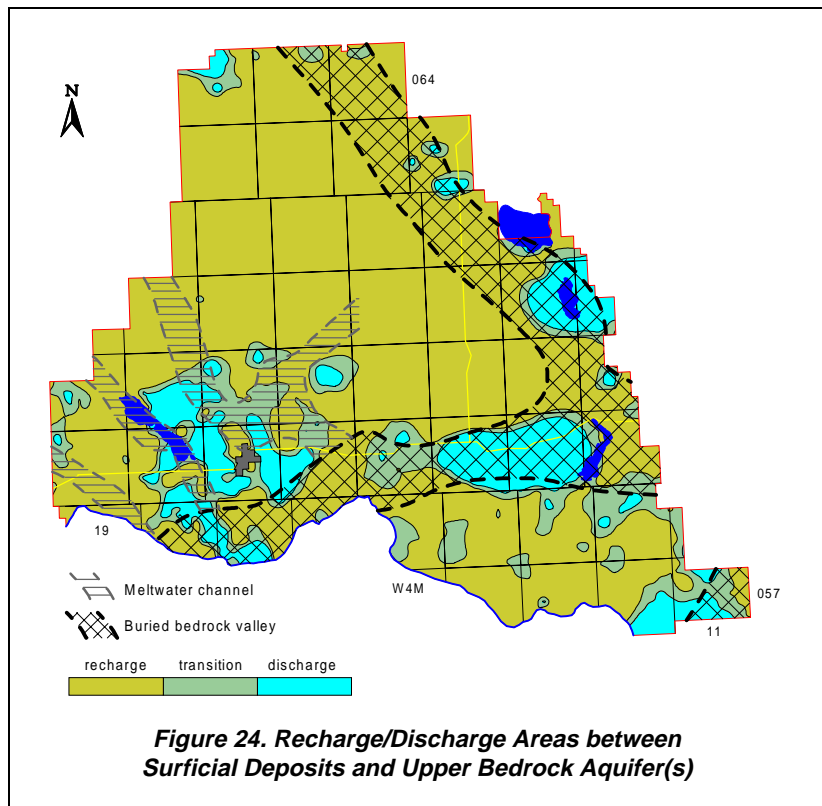 N
064
19
W4M
057
11
Meltwater channel
Buried bedrock valley
recharge transition discharge
Figure 24. Recharge/Discharge Areas between
Surficial Deposits and Upper Bedrock Aquifer(s)